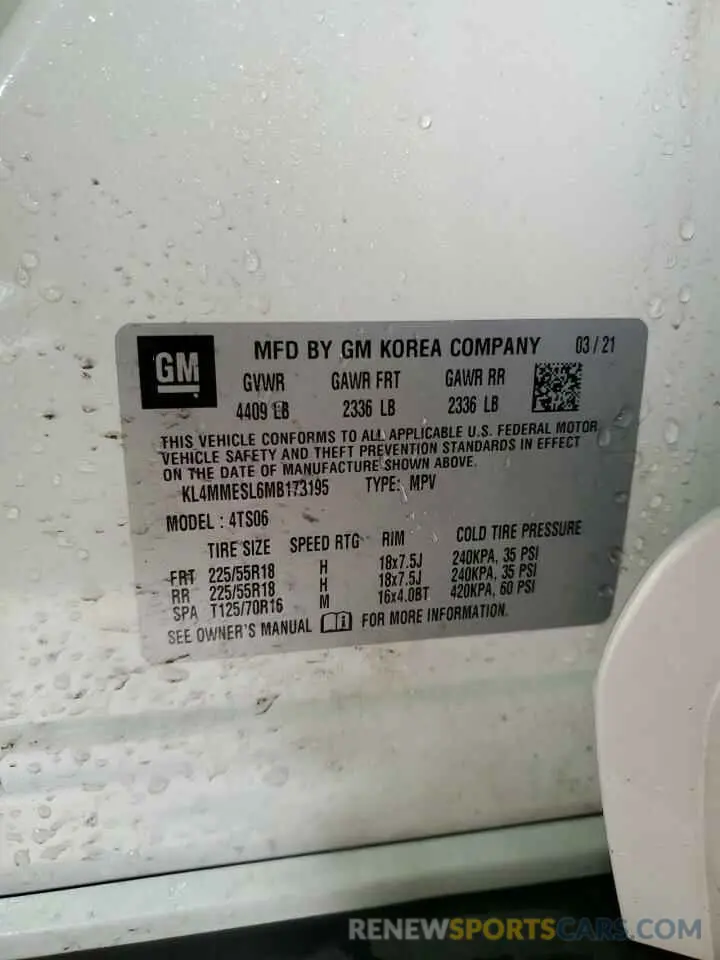 GM
MFD BY GM KOREA COMPANY 03/21
GVWR GAWR FRT GAWR RR
4409 LB 2336 LB 2336 LB
THIS VEHICLE CONFORMS TO ALL APPLICABLE U.S. FEDERAL MOTOR
VEHICLE SAFETY AND THEFT PREVENTION STANDARDS IN EFFECT
ON THE DATE OF MANUFACTURE SHOWN ABOVE.
KL4MMESL6MB173195 TYPE: MPV
MODEL : 4TS06
TIRE SIZE SPEED RTG RIM COLD TIRE PRESSURE
FRT 225/55R18 H 18x7.5J 240KPA, 35 PSI
RR 225/55R18 H 18x7.5J 240KPA, 35 PSI
SPA T125/70R16 M 16x4.0BT 420KPA, 60 PSI
SEE OWNER'S MANUAL i FOR MORE INFORMATION.
RENEWSPORTSCARS.COM